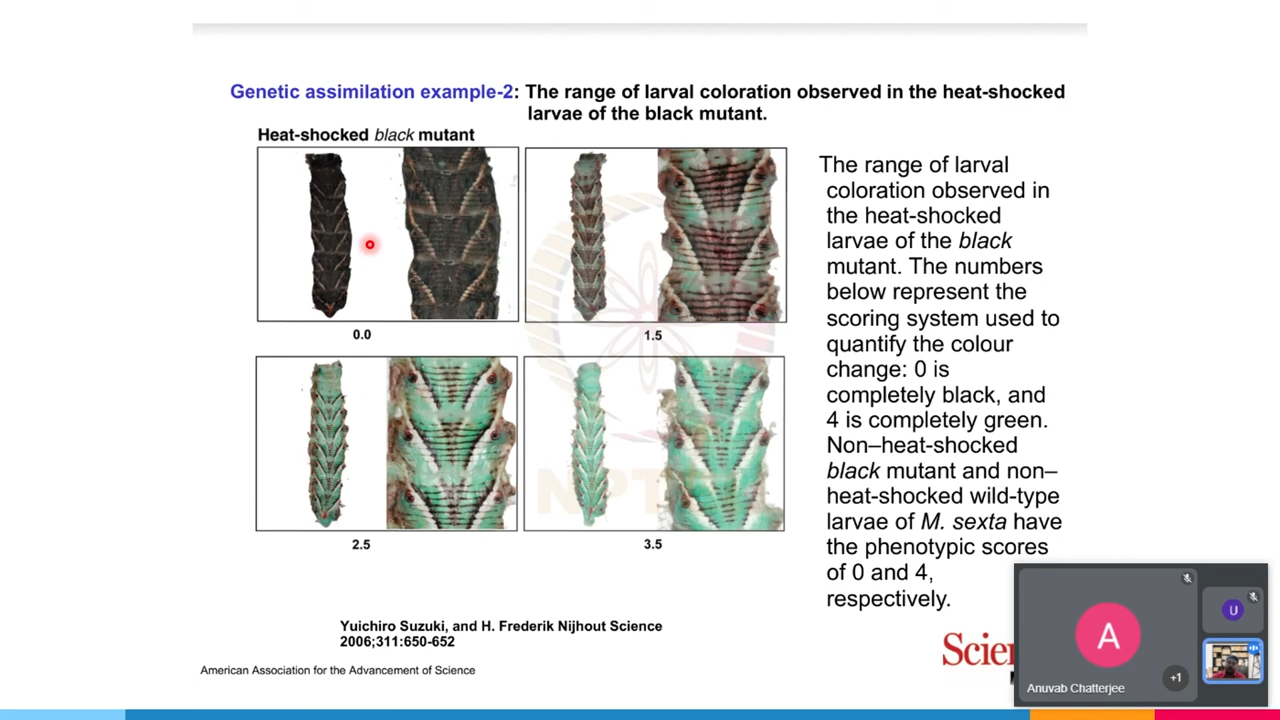 Genetic assimilation example-2: The range of larval coloration observed in the heat-shocked
larvae of the black mutant.
Heat-shocked black mutant
0.0
1.5
2.5
3.5
The range of larval
coloration observed in
the heat-shocked
larvae of the black
mutant. The numbers
below represent the
scoring system used to
quantify the colour
change: 0 is
completely black, and
4 is completely green.
Non–heat-shocked
black mutant and non–
heat-shocked wild-type
larvae of M. sexta have
the phenotypic scores
of 0 and 4,
respectively.
Yuichiro Suzuki, and H. Frederik Nijhout Science
2006;311:650-652
American Association for the Advancement of Science
A
U
+1
Anuvab Chatterjee